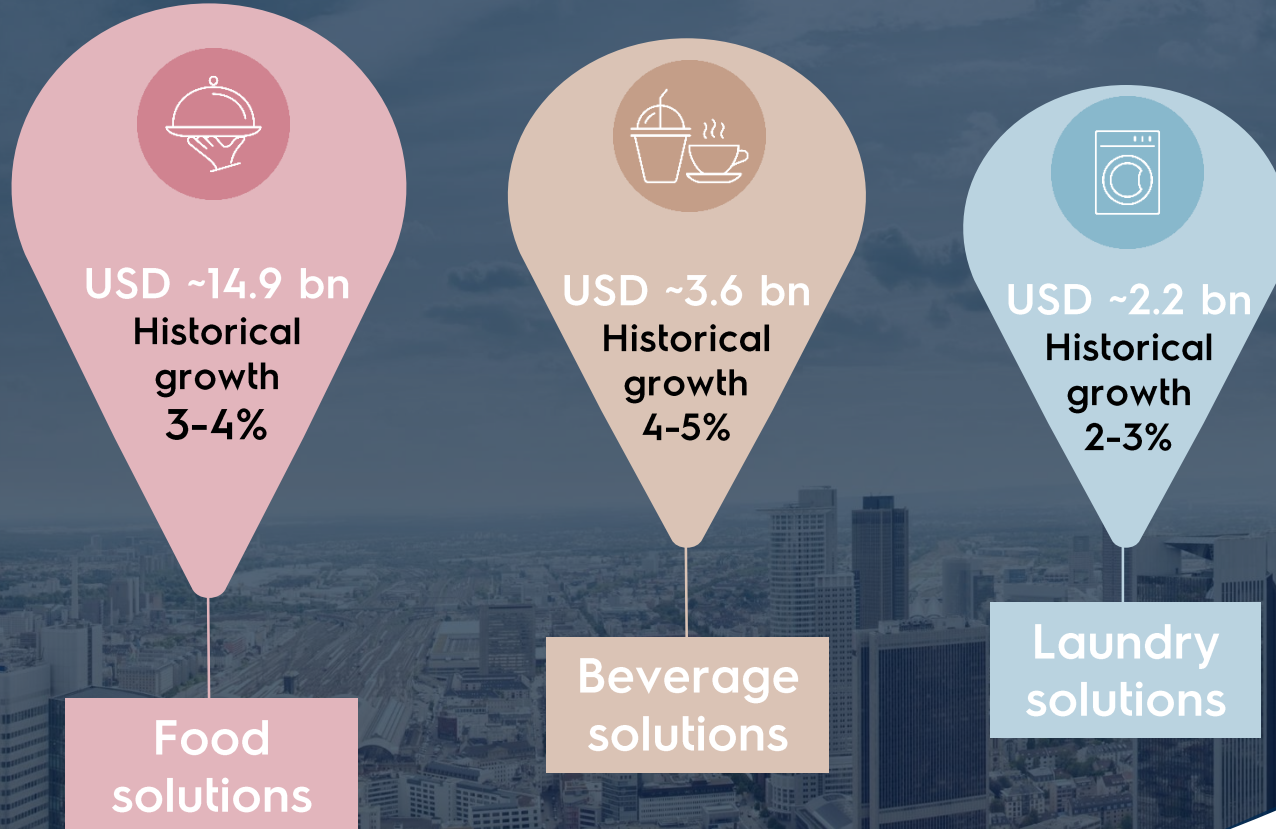 USD ~14.9 bn
Historical
growth
3-4%
Food
solutions
USD ~3.6 bn
Historical
growth
4-5%
Beverage
solutions
USD ~2.2 bn
Historical
growth
2-3%
Laundry
solutions